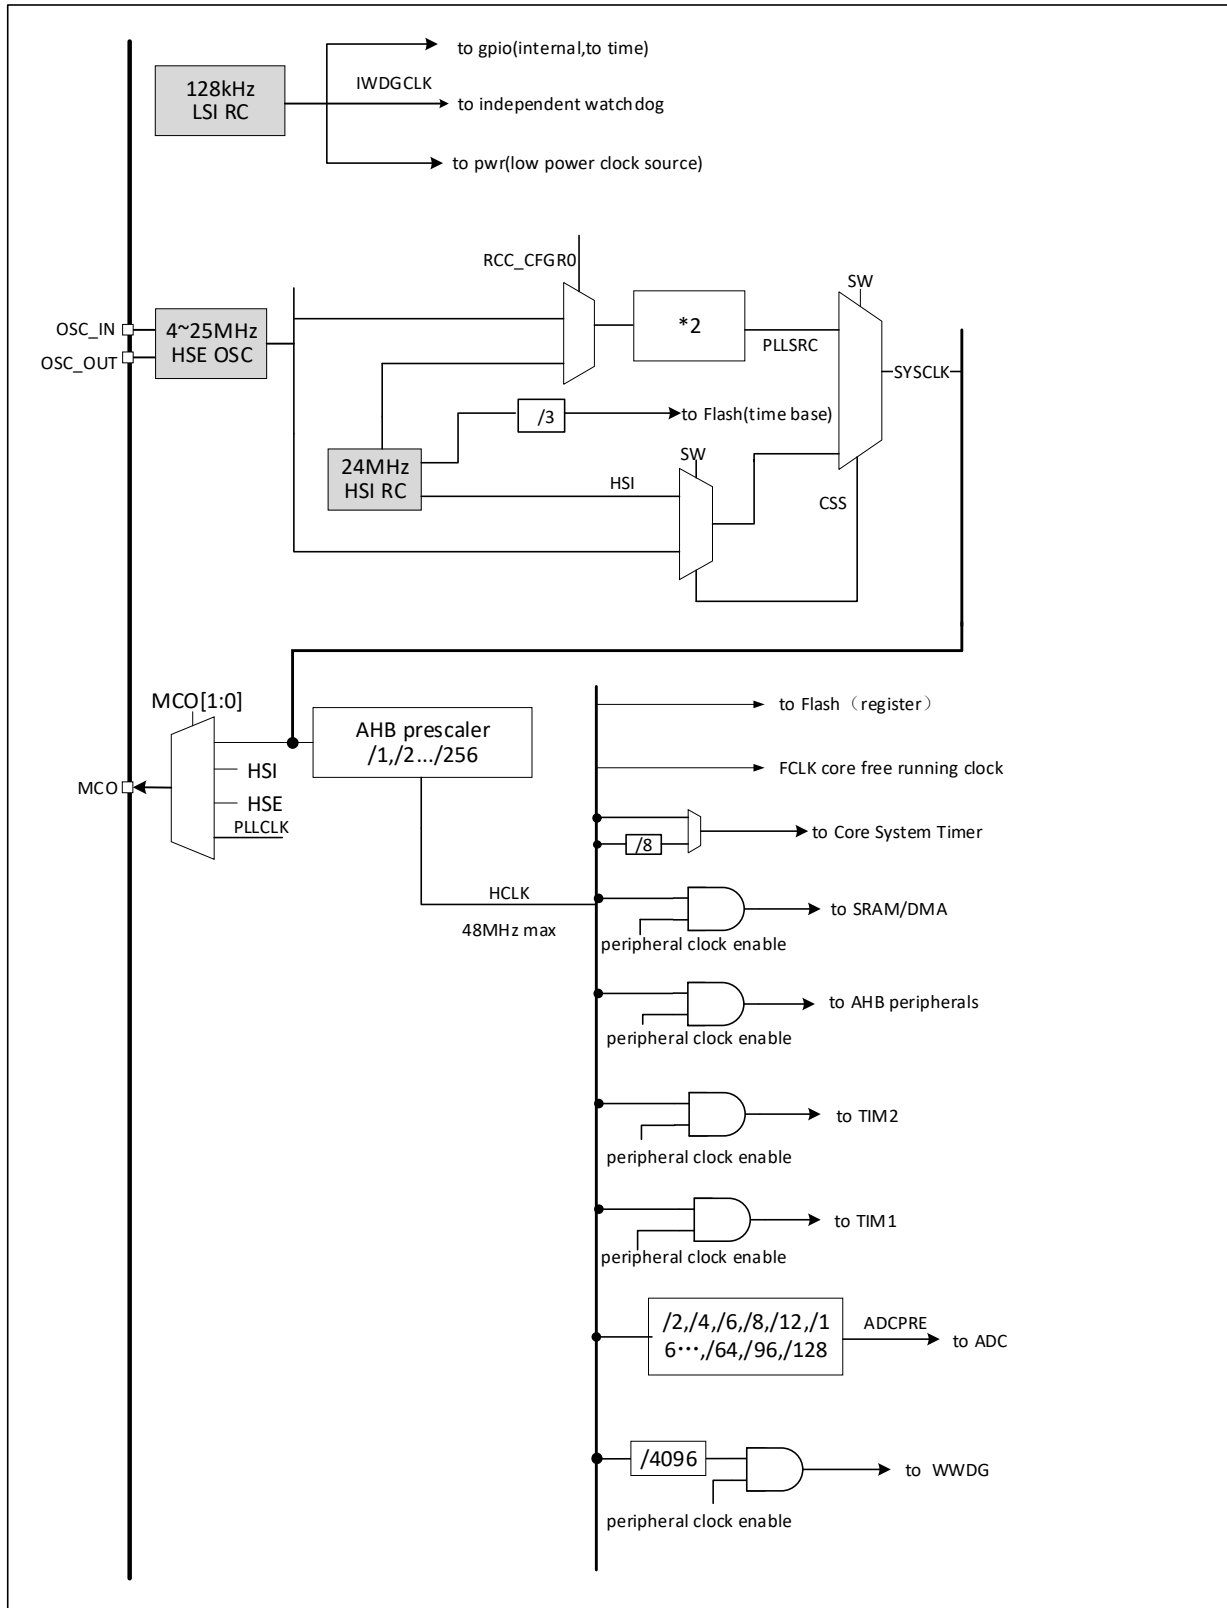 to gpio(internal,to time)
128kHz
LSI RC
IWDGCLK
to independent watchdog
to pwr(low power clock source)
RCC_CFGR0
SW
OSC_IN
OSC_OUT
4~25MHz
HSE OSC
*2
PLLSRC
SYSCLK
/3
to Flash(time base)
24MHz
HSI RC
SW
HSI
CSS
MCO[1:0]
AHB prescaler
/1,/2.../256
HSI
HSE
PLLCLK
MCO
to Flash（register）
FCLK core free running clock
/8
to Core System Timer
HCLK
48MHz max
to SRAM/DMA
peripheral clock enable
to AHB peripherals
peripheral clock enable
to TIM2
peripheral clock enable
to TIM1
peripheral clock enable
/2,/4,/6,/8,/12,/1
6···,/64,/96,/128
ADCPRE
to ADC
/4096
to WWDG
peripheral clock enable